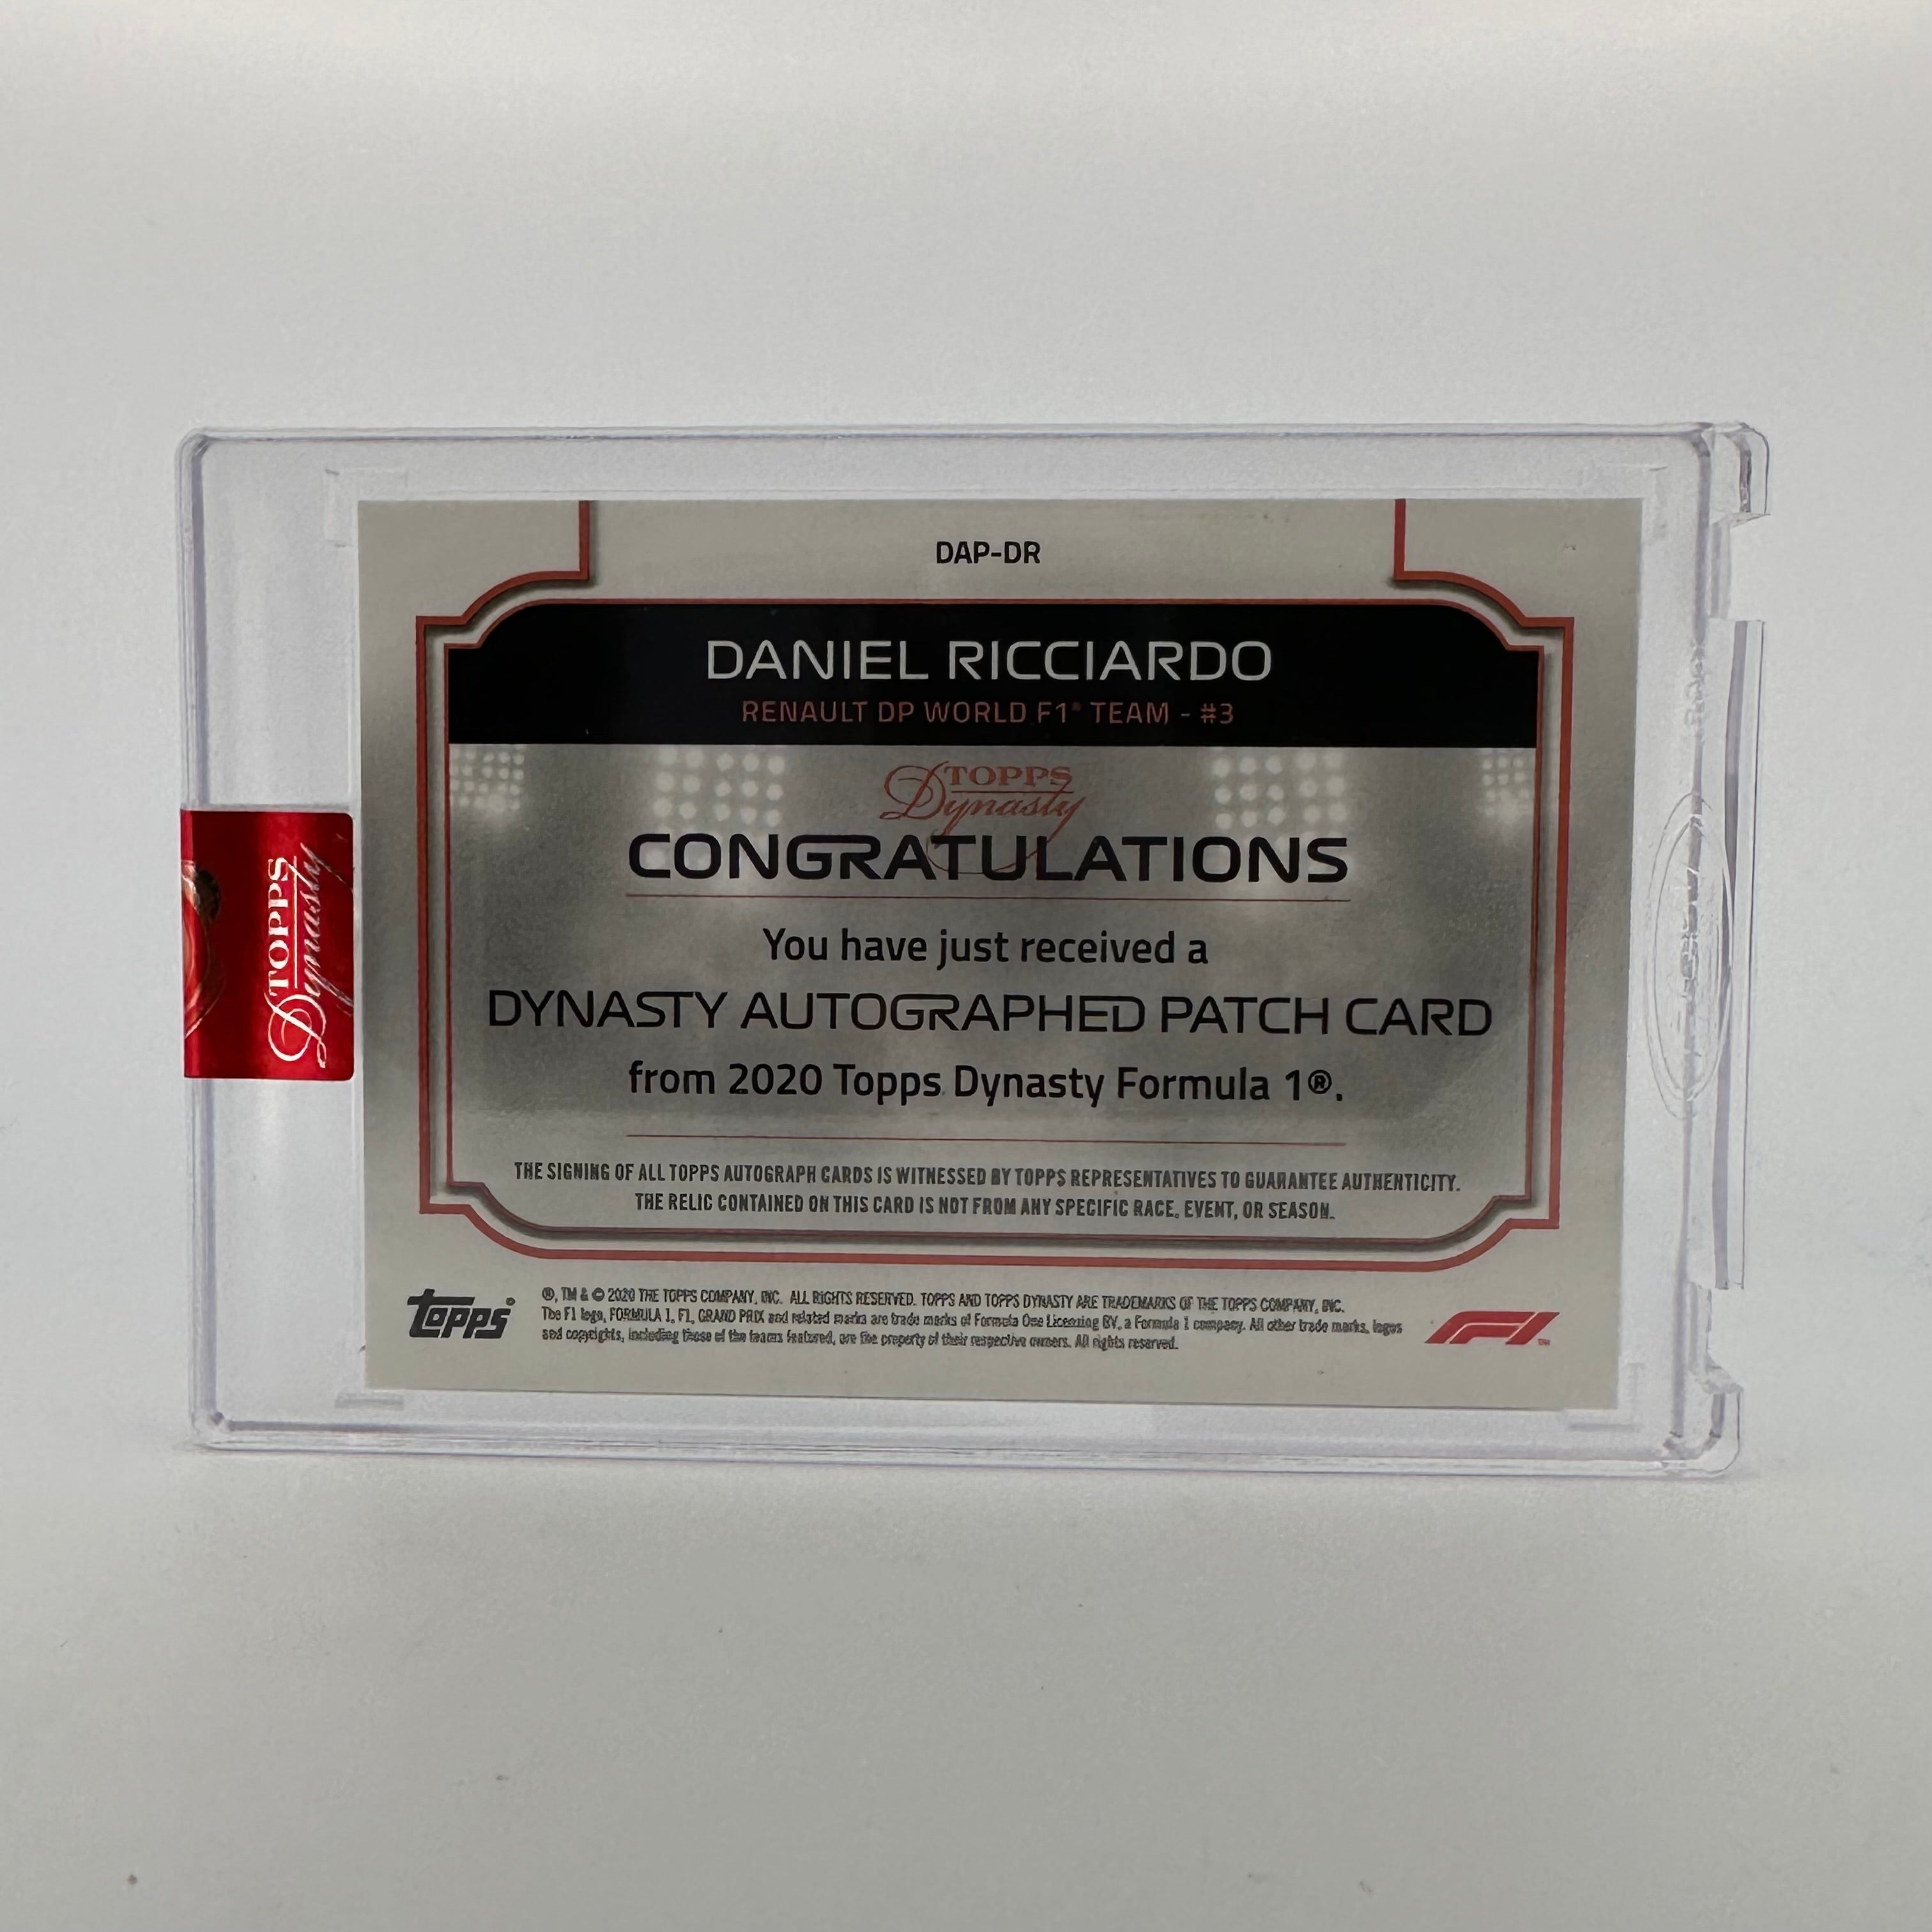 DAP-DR
DANIEL RICCIARDO
RENAULT DP WORLD F1® TEAM - #3
TOPPS
Dynasty
CONGRATULATIONS
You have just received a
DYNASTY AUTOGRAPHED PATCH CARD
from 2020 Topps Dynasty Formula 1®.
THE SIGNING OF ALL TOPPS AUTOGRAPH CARDS IS WITNESSED BY TOPPS REPRESENTATIVES TO GUARANTEE AUTHENTICITY.
THE RELIC CONTAINED ON THIS CARD IS NOT FROM ANY SPECIFIC RACE, EVENT, OR SEASON.
topps®
®, TM & © 2020 THE TOPPS COMPANY, INC. ALL RIGHTS RESERVED. TOPPS AND TOPPS DYNASTY ARE TRADEMARKS OF THE TOPPS COMPANY, INC.
The F1 logo, FORMULA 1, F1, GRAND PRIX and related marks are trade marks of Formula One Licensing BV, a Formula 1 company. All other trade marks, logos
and copyrights, including those of the teams featured, are the property of their respective owners. All rights reserved.
F1™
TOPPS
Dynasty